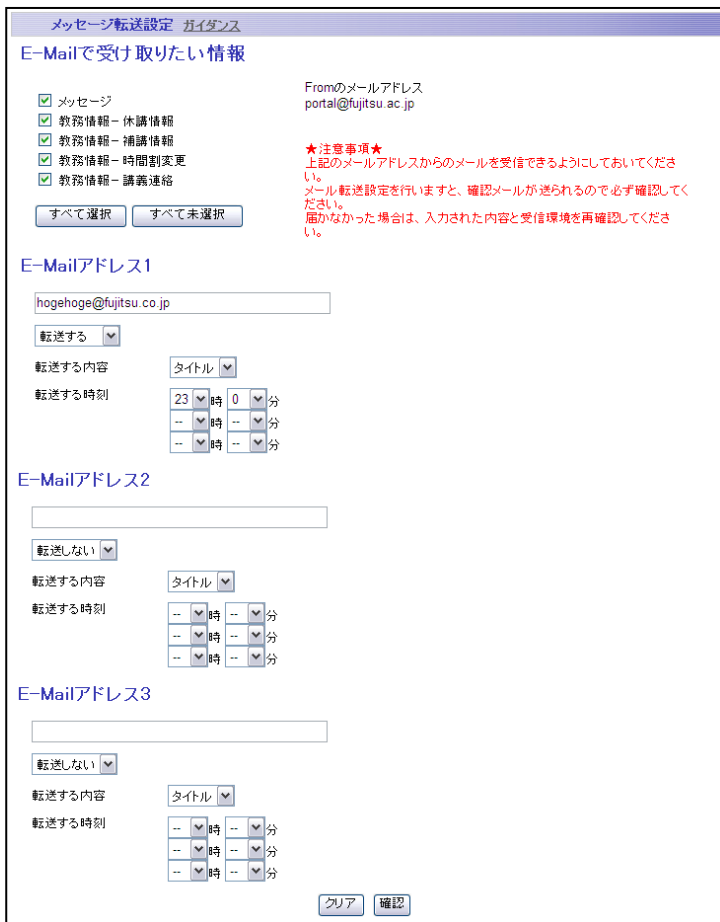 メッセージ転送設定 ガイダンス
E-Mailで受け取りたい情報
メッセージ
教務情報－休講情報
教務情報－補講情報
教務情報－時間割変更
教務情報－講義連絡
すべて選択 すべて未選択
Fromのメールアドレス
portal@fujitsu.ac.jp
★注意事項★
上記のメールアドレスからのメールを受信できるようにしておいてくださ
い。
メール転送設定を行いますと、確認メールが送られるので必ず確認してく
ださい。
届かなかった場合は、入力された内容と受信環境を再確認してくださ
い。
E-Mailアドレス1
hogehoge@fujitsu.co.jp
転送する
転送する内容 タイトル
転送する時刻 23 時 0 分
-- 時 -- 分
-- 時 -- 分
E-Mailアドレス2
転送しない
転送する内容 タイトル
転送する時刻 -- 時 -- 分
-- 時 -- 分
-- 時 -- 分
E-Mailアドレス3
転送しない
転送する内容 タイトル
転送する時刻 -- 時 -- 分
-- 時 -- 分
-- 時 -- 分
クリア 確認